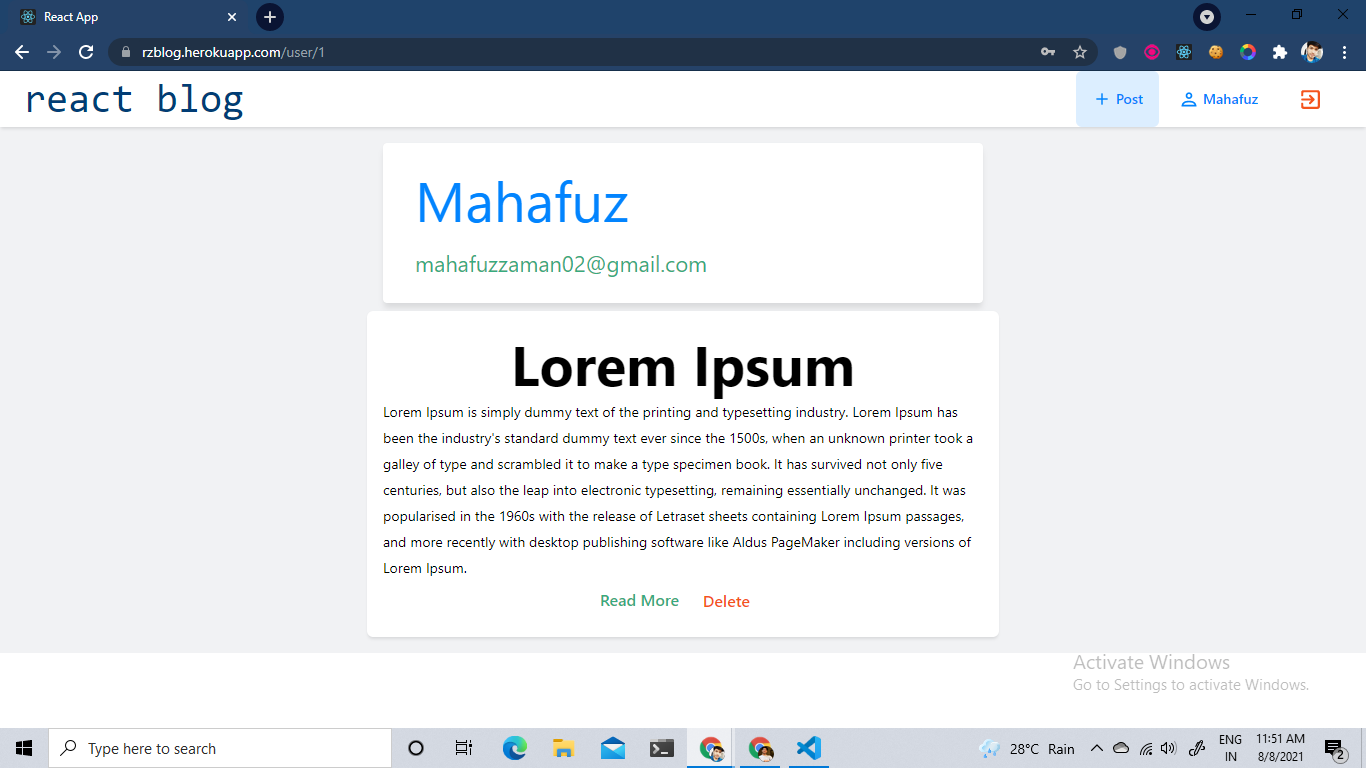 React App
rzblog.herokuapp.com/user/1
react blog
Post
Mahafuz
Mahafuz
mahafuzzaman02@gmail.com
Lorem Ipsum
Lorem Ipsum is simply dummy text of the printing and typesetting industry. Lorem Ipsum has
been the industry's standard dummy text ever since the 1500s, when an unknown printer took a
galley of type and scrambled it to make a type specimen book. It has survived not only five
centuries, but also the leap into electronic typesetting, remaining essentially unchanged. It was
popularised in the 1960s with the release of Letraset sheets containing Lorem Ipsum passages,
and more recently with desktop publishing software like Aldus PageMaker including versions of
Lorem Ipsum.
Read More Delete
Activate Windows
Go to Settings to activate Windows.
Type here to search
28°C Rain
ENG
IN
11:51 AM
8/8/2021
2